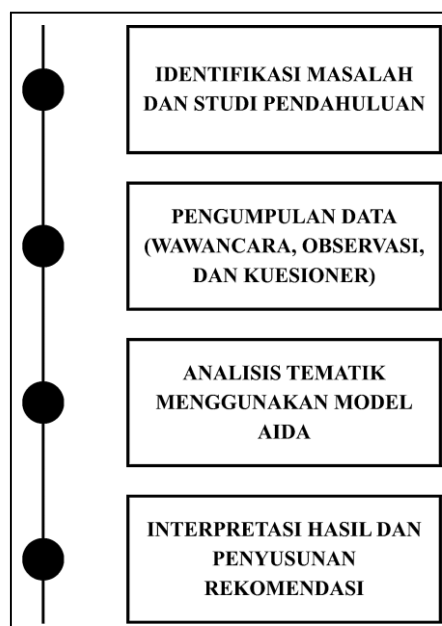 IDENTIFIKASI MASALAH
DAN STUDI PENDAHULUAN
PENGUMPULAN DATA
(WAWANCARA, OBSERVASI,
DAN KUESIONER)
ANALISIS TEMATIK
MENGGUNAKAN MODEL
AIDA
INTERPRETASI HASIL DAN
PENYUSUNAN
REKOMENDASI